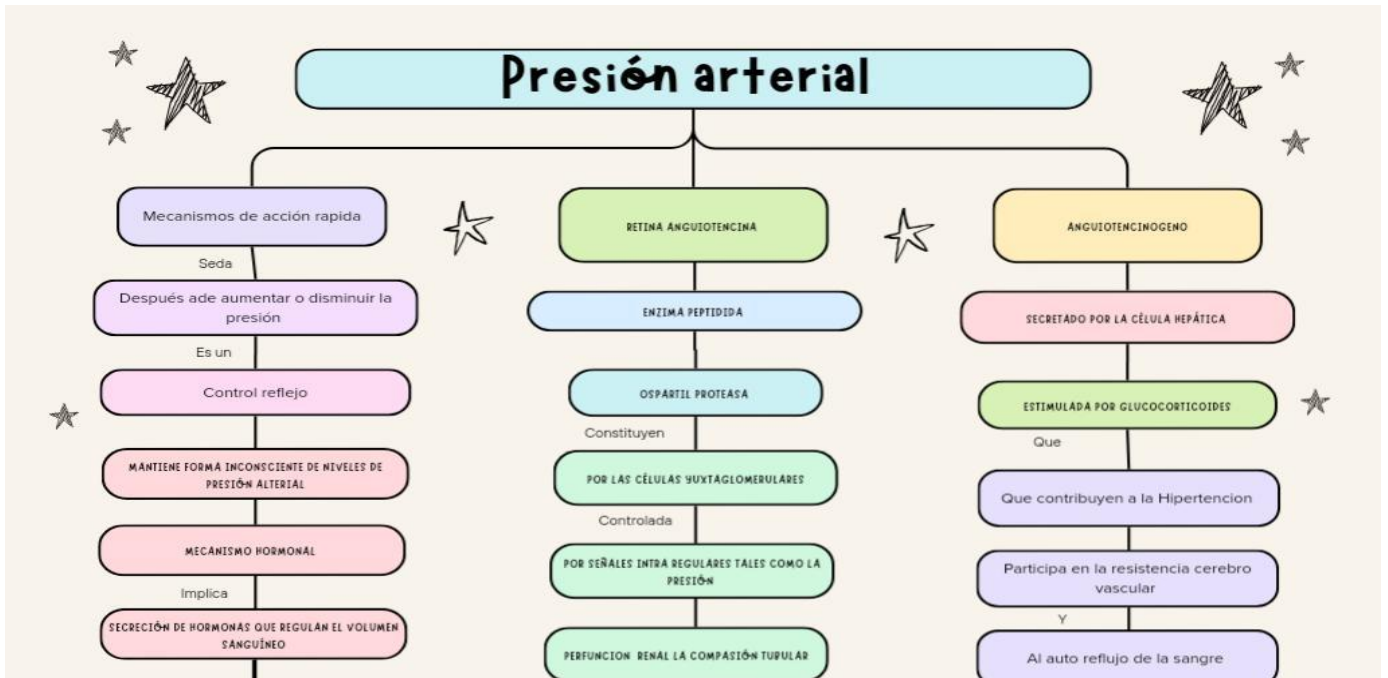 Presión arterial
Mecanismos de acción rapida
Seda
Después ade aumentar o disminuir la
presión
Es un
Control reflejo
MANTIENE FORMA INCONSCIENTE DE NIVELES DE
PRESIÓN ALTERIAL
MECANISMO HORMONAL
Implica
SECRECIÓN DE HORMONAS QUE REGULAN EL VOLUMEN
SANGUÍNEO
RETINA ANGUIOTENCINA
ENZIMA PEPTIDIDA
OSPARTIL PROTEASA
Constituyen
POR LAS CÉLULAS YUXTAGLOMERULARES
Controlada
POR SEÑALES INTRA REGULARES TALES COMO LA
PRESIÓN
PERFUNCION RENAL LA COMPASIÓN TUBULAR
ANGUIOTENCINOGENO
SECRETADO POR LA CÉLULA HEPÁTICA
ESTIMULADA POR GLUCOCORTICOIDES
Que
Que contribuyen a la Hipertencion
Participa en la resistencia cerebro
vascular
Y
Al auto reflujo de la sangre